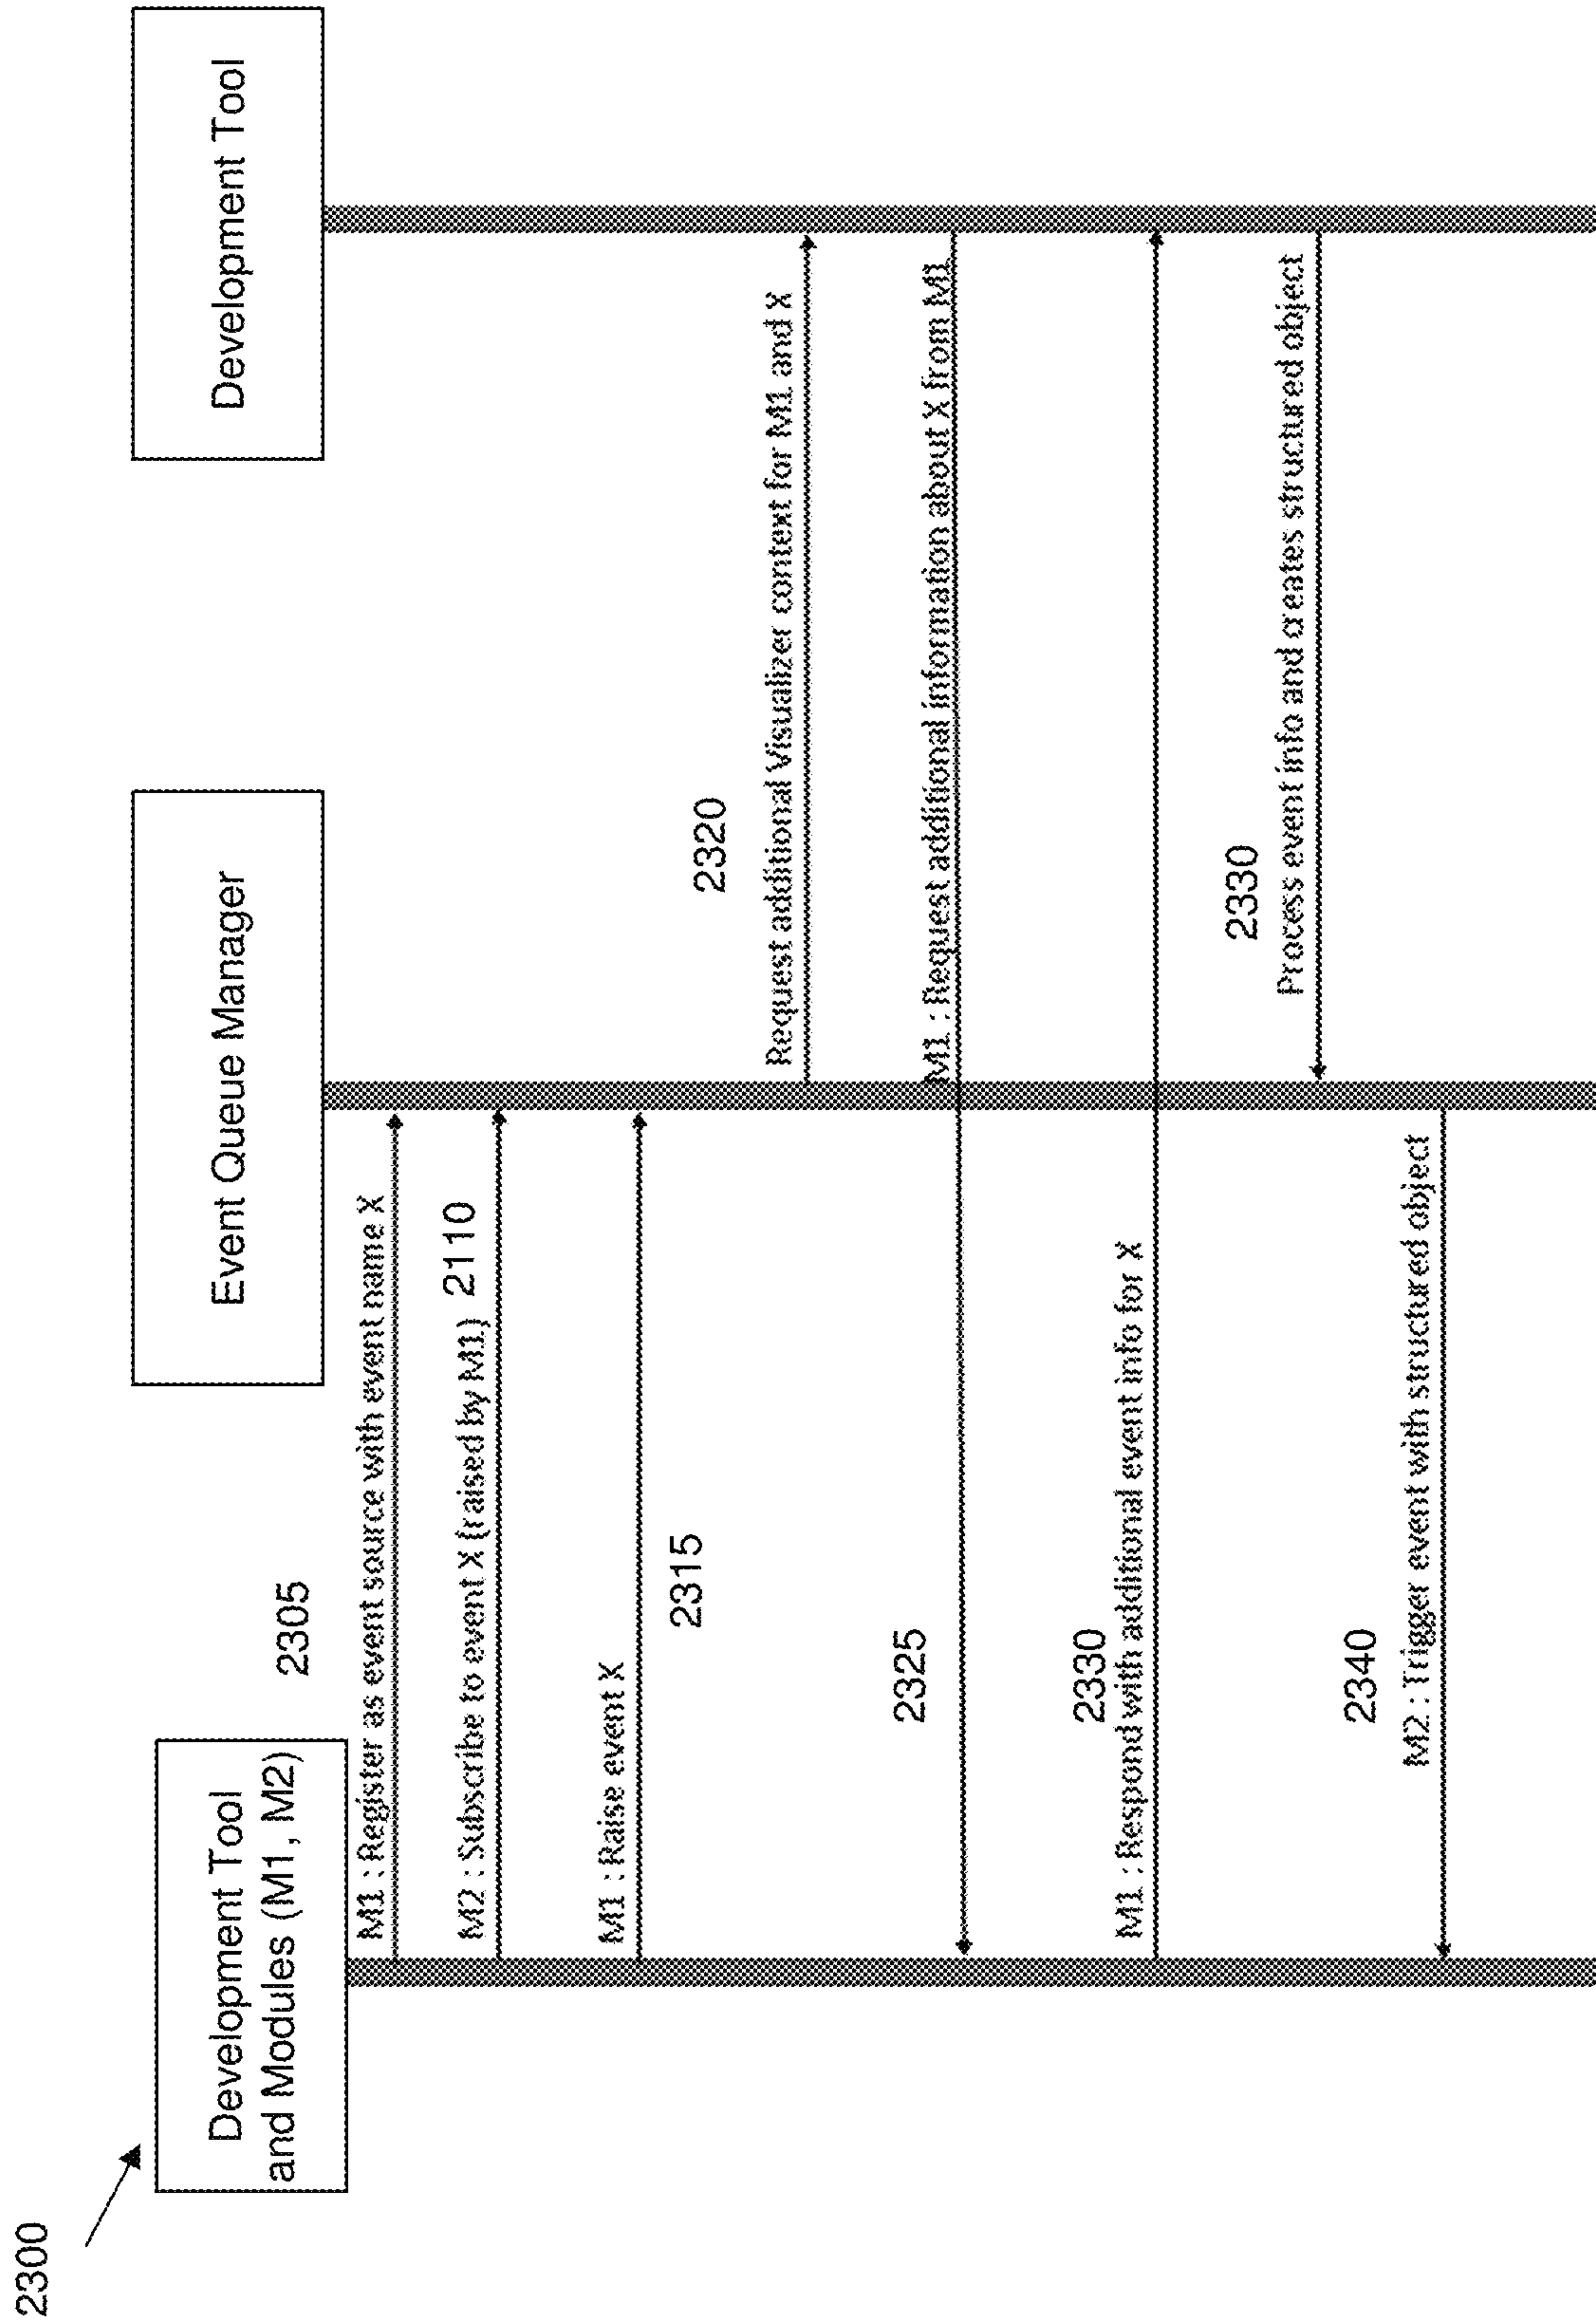 2300
Development Tool
and Modules (M1, M2)
Event Queue Manager
Development Tool
2305
M1 : Register as event source with event name X
M2 : Subscribe to event X (raised by M1)
2110
M1 : Raise event X
2315
2320
Request additional Visualizer context for M1 and X
2325
M1 : Request additional information about X from M1
2330
M1 : Respond with additional event info for X
2330
Process event info and creates structured object
2340
M2 : Trigger event with structured object